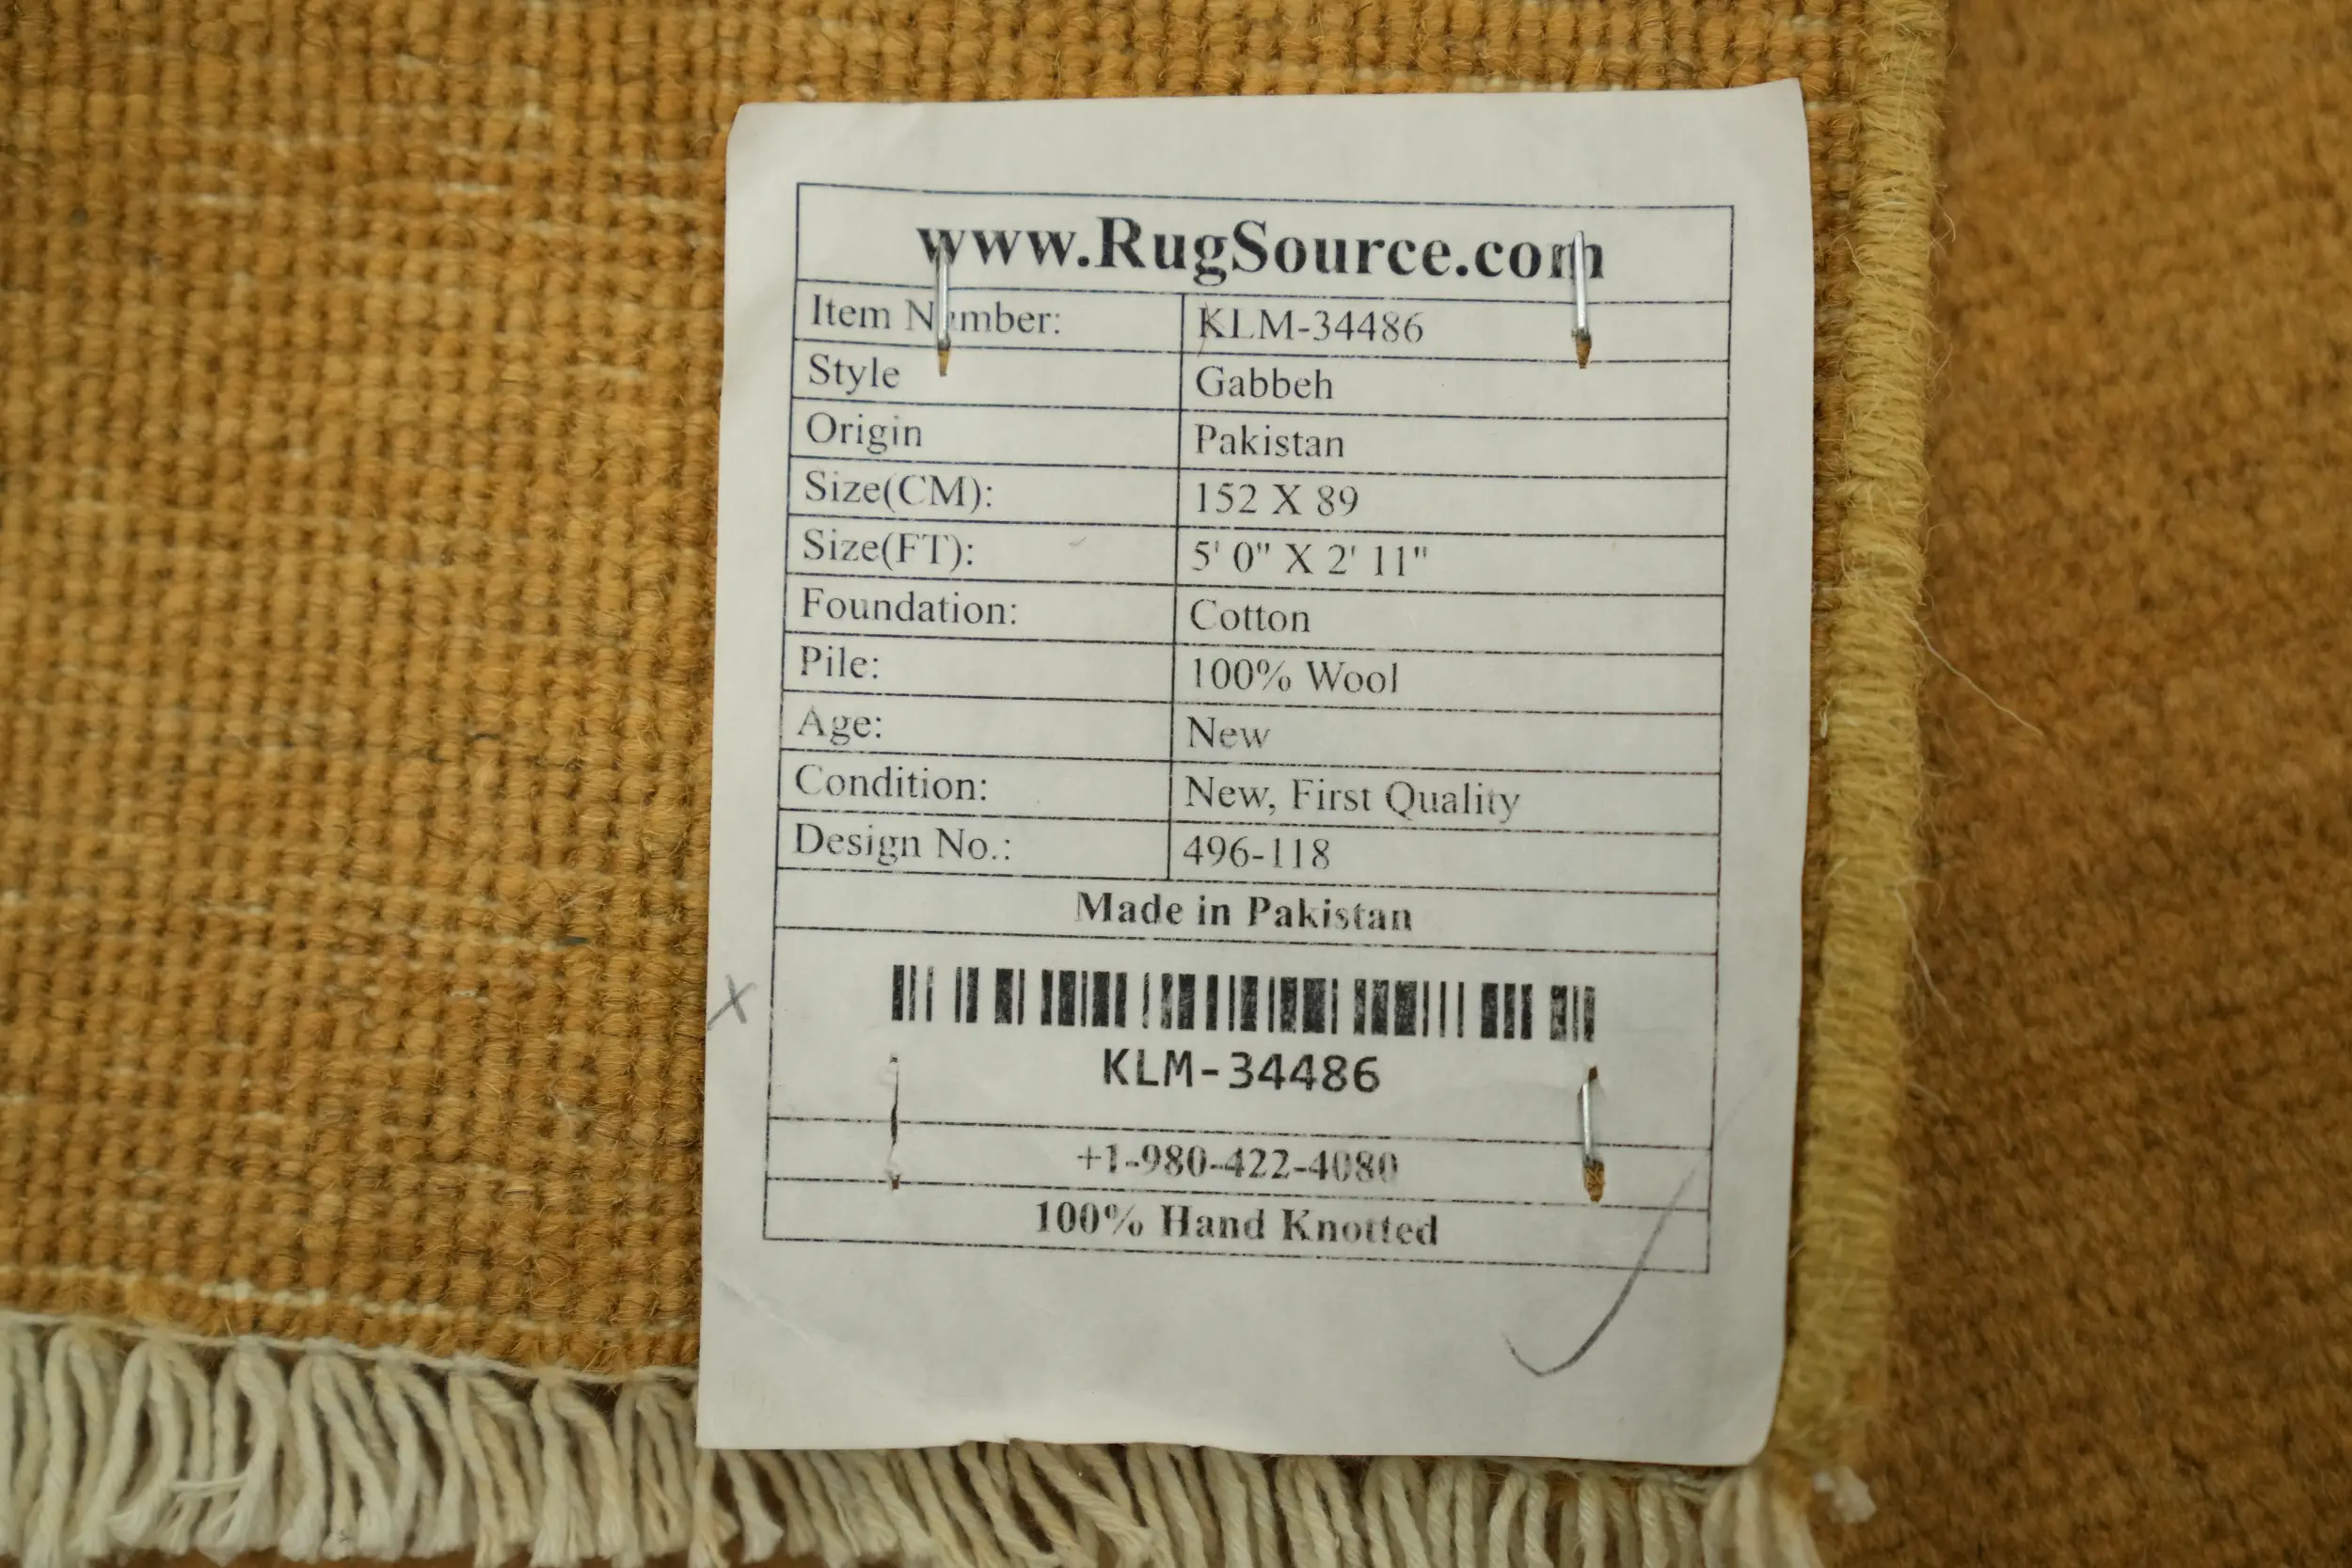 www.RugSource.com
Item Number: KLM-34486
Style Gabbeh
Origin Pakistan
Size(CM): 152 X 89
Size(FT): 5' 0" X 2' 11"
Foundation: Cotton
Pile: 100% Wool
Age: New
Condition: New, First Quality
Design No.: 496-118
Made in Pakistan
X
KLM-34486
+1-980-422-4080
100% Hand Knotted